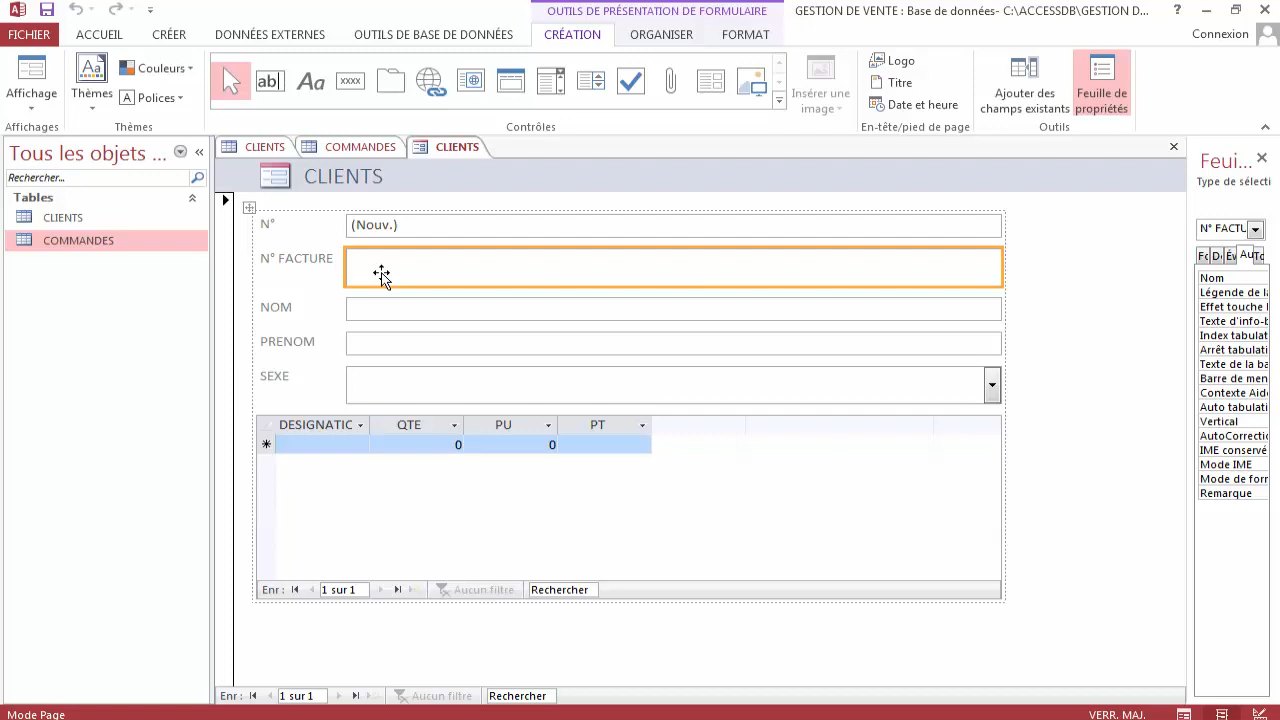 OUTILS DE PRÉSENTATION DE FORMULAIRE
GESTION DE VENTE : Base de données- C:\ACCESSDB\GESTION D...
FICHIER ACCUEIL CRÉER DONNÉES EXTERNES OUTILS DE BASE DE DONNÉES CRÉATION ORGANISER FORMAT Connexion
Affichage
Thèmes
Couleurs
Polices
ab|
Aa
xxxx
Insérer une image
Logo
Titre
Date et heure
Ajouter des champs existants
Feuille de propriétés
Affichages Thèmes Contrôles En-tête/pied de page Outils
Tous les objets ...
Rechercher...
Tables
CLIENTS
COMMANDES
CLIENTS COMMANDES CLIENTS
CLIENTS
N° (Nouv.)
N° FACTURE
NOM
PRENOM
SEXE
DESIGNATIC QTE PU PT
0 0
Enr : 1 sur 1 Aucun filtre Rechercher
Enr : 1 sur 1 Aucun filtre Rechercher
Feui...
Type de sélecti
N° FACTU
Nom
Légende de la
Effet touche
Texte d'info-b
Index tabulat
Arrêt tabulati
Texte de la ba
Barre de men
Contexte Aid
Auto tabulati
Vertical
AutoCorrectio
IME conservé
Mode IME
Mode de forr
Remarque
Mode Page VERR. MAJ.